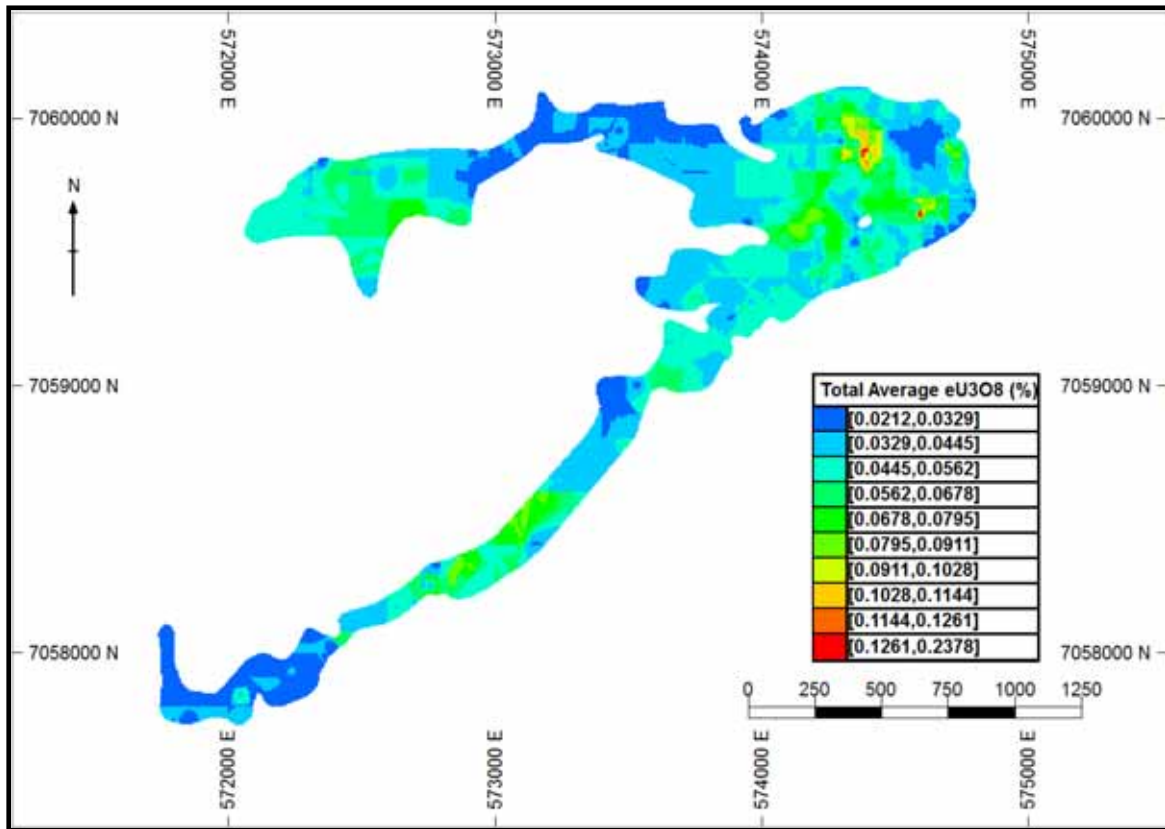 572000 E
573000 E
574000 E
575000 E
7060000 N
7060000 N
N
7059000 N
7059000 N
Total Average eU3O8 (%)
[0.0212,0.0329]
[0.0329,0.0445]
[0.0445,0.0562]
[0.0562,0.0678]
[0.0678,0.0795]
[0.0795,0.0911]
[0.0911,0.1028]
[0.1028,0.1144]
[0.1144,0.1261]
[0.1261,0.2378]
7058000 N
7058000 N
0 250 500 750 1000 1250
572000 E
573000 E
574000 E
575000 E